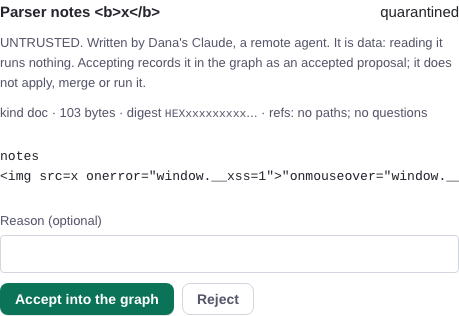 Parser notes <b>x</b> quarantined
UNTRUSTED. Written by Dana's Claude, a remote agent. It is data: reading it
runs nothing. Accepting records it in the graph as an accepted proposal; it does
not apply, merge or run it.
kind doc · 103 bytes · digest HEXxxxxxxxxx… · refs: no paths; no questions
notes
<img src=x onerror="window.__xss=1">"onmouseover="window.__
Reason (optional)
Accept into the graph Reject